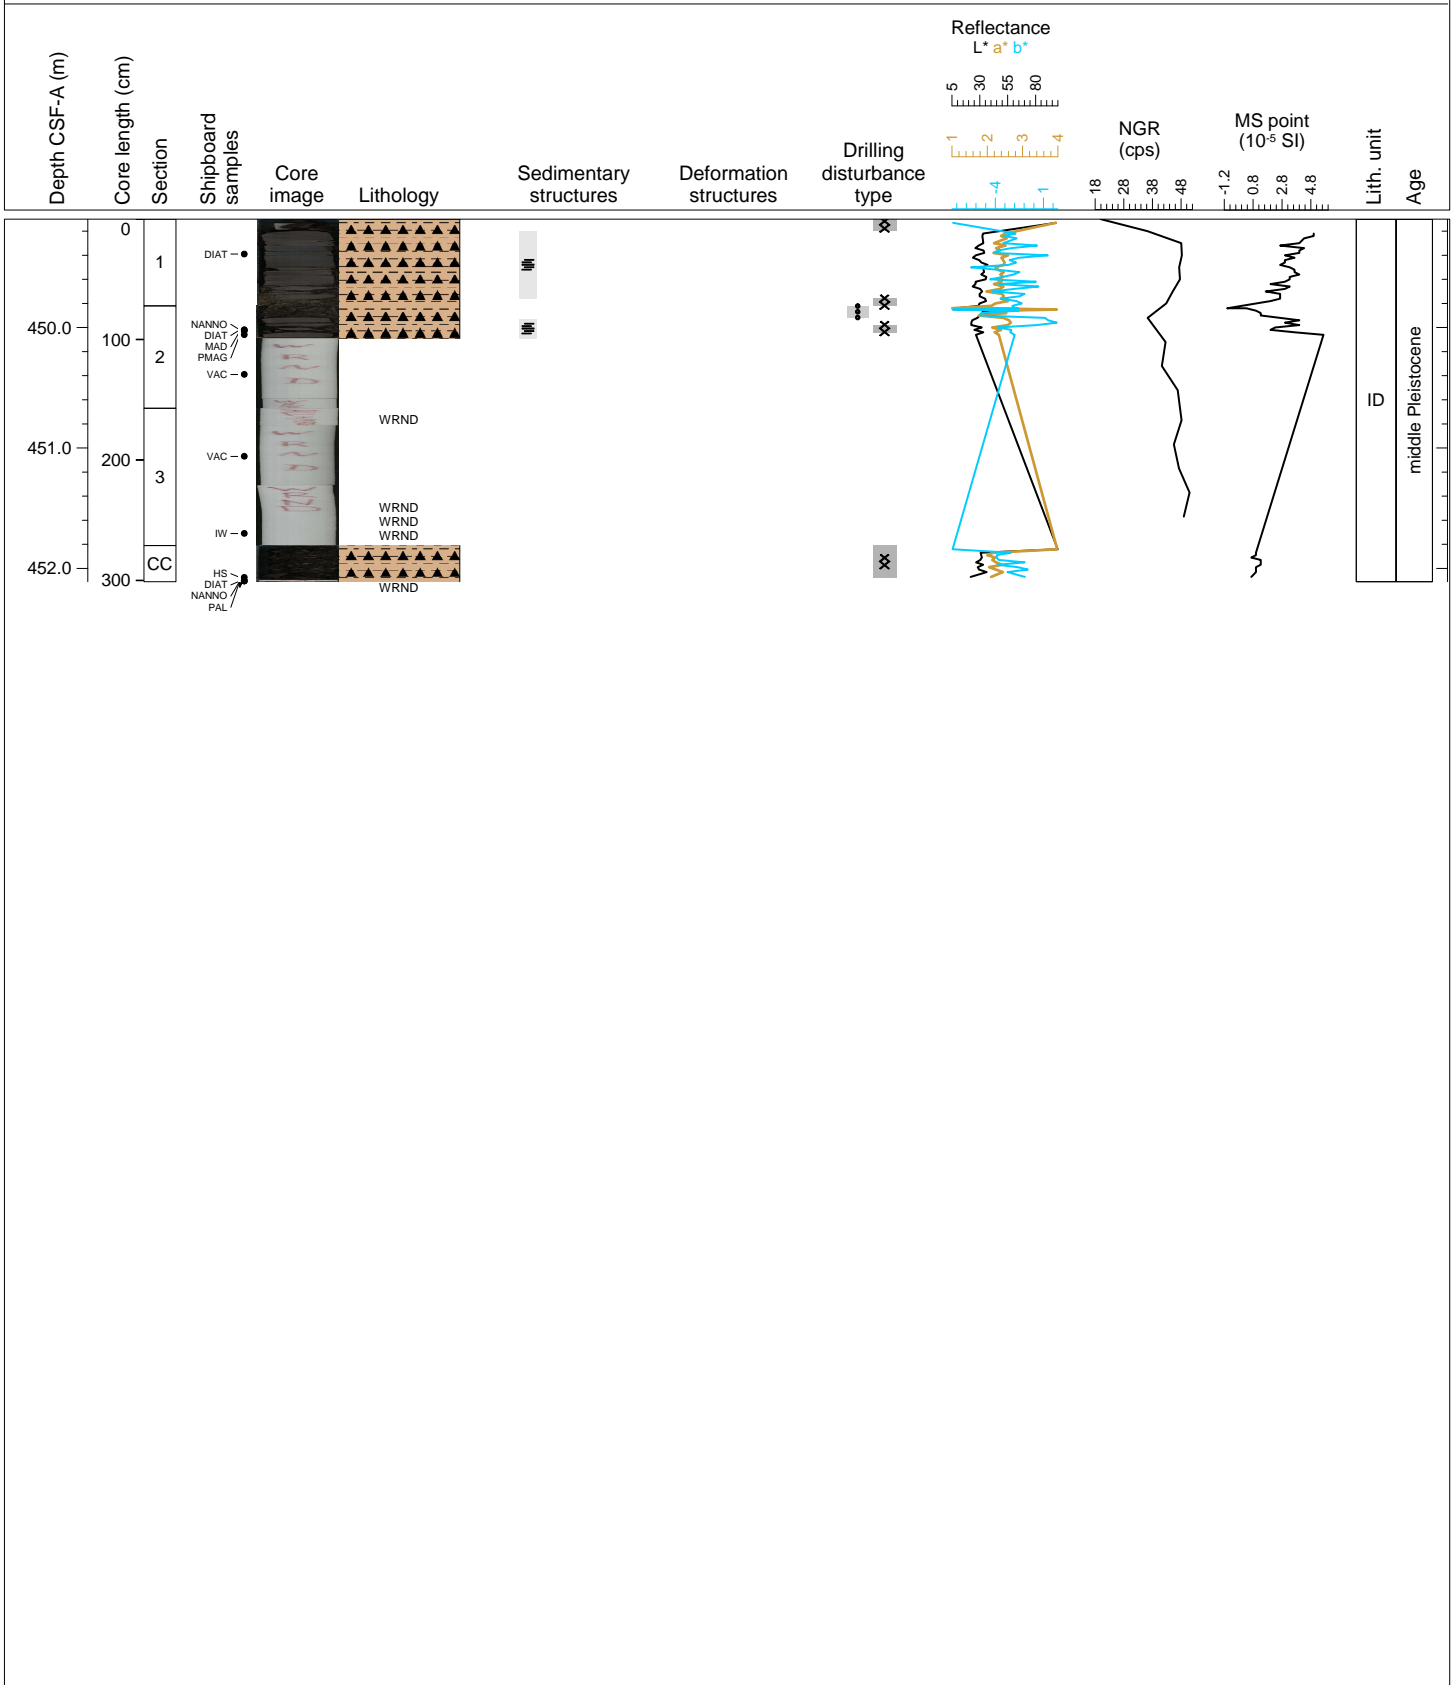 Depth CSF-A (m)
Core length (cm)
Section
Shipboard
samples
Core
image
Lithology
Sedimentary
structures
Deformation
structures
Drilling
disturbance
type
Reflectance
L* a* b*
5 30 55 80
1 2 3 4
-4 1
NGR
(cps)
18 28 38 48
MS point
(10-5 SI)
-1.2 0.8 2.8 4.8
Lith. unit
Age
0
1
DIAT
450.0
100
NANNO
DIAT
MAD
PMAG
2
VAC
WRND
ID
middle Pleistocene
451.0
200
VAC
3
WRND
WRND
WRND
IW
CC
452.0
300
HS
DIAT
NANNO
PAL
WRND